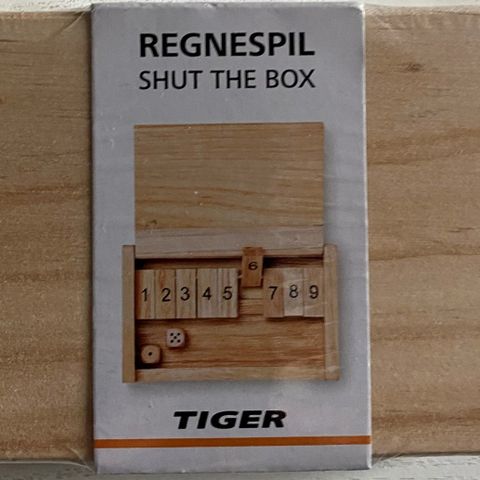 REGNESPIL
SHUT THE BOX
6
1 2 3 4 5 7 8 9
TIGER